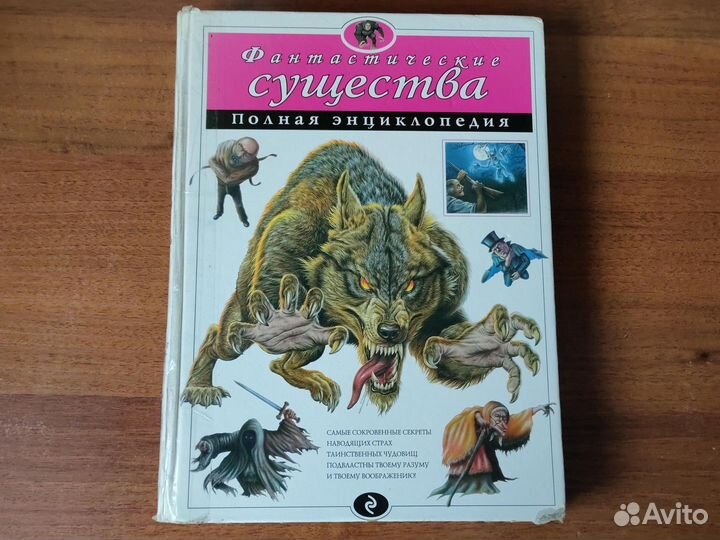 Фантастические
существа
Полная энциклопедия
САМЫЕ СОКРОВЕННЫЕ СЕКРЕТЫ
НАВОДЯЩИХ СТРАХ
ТАИНСТВЕННЫХ ЧУДОВИЩ
ПОДВЛАСТНЫ ТВОЕМУ РАЗУМУ
И ТВОЕМУ ВООБРАЖЕНИЮ!
Avito